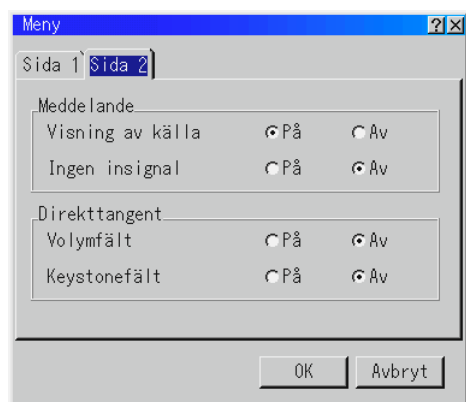 Meny
Sida 1 Sida 2
Meddelande
Visning av källa På Av
Ingen insignal På Av
Direkttangent
Volymfält På Av
Keystonefält På Av
OK Avbryt